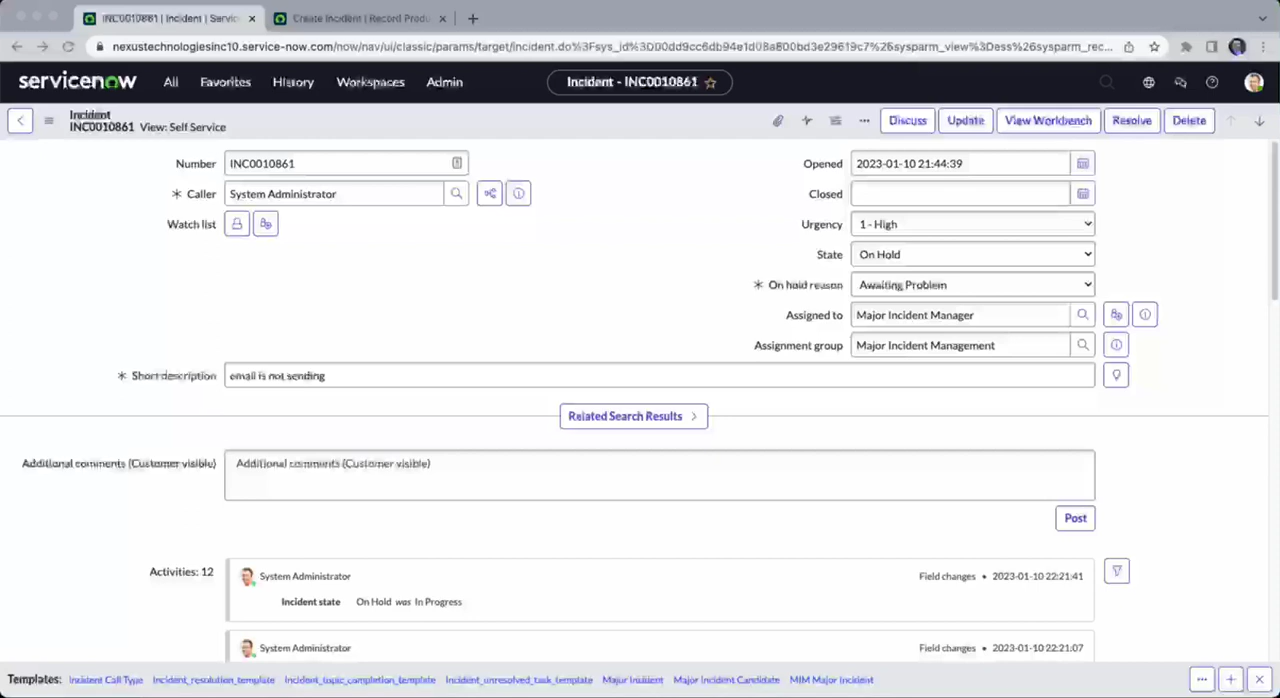 INC0010861 | Incident | Servic
Create Incident | Record Produ
nexustechnologiesinc10.service-now.com/now/nav/ui/classic/params/target/incident.do%3Fsys_id%3D00dd9cc6db94e1d08a800bd3e29619c7%26sysparm_view%3Dess%26sysparm_rec...
servicenow All Favorites History Workspaces Admin Incident - INC0010861
Incident
INC0010861 View: Self Service
Discuss Update View Workbench Resolve Delete
Number INC0010861 Opened 2023-01-10 21:44:39
* Caller System Administrator Closed
Watch list Urgency 1 - High
State On Hold
* On hold reason Awaiting Problem
Assigned to Major Incident Manager
Assignment group Major Incident Management
* Short description email is not sending
Related Search Results
Additional comments (Customer visible) Additional comments (Customer visible)
Post
Activities: 12 System Administrator Field changes • 2023-01-10 22:21:41
Incident state On Hold was In Progress
System Administrator Field changes • 2023-01-10 22:21:07
Templates: Incident Call Type Incident_resolution_template Incident_topic_completion_template Incident_unresolved_task_template Major Incident Major Incident Candidate MIM Major Incident